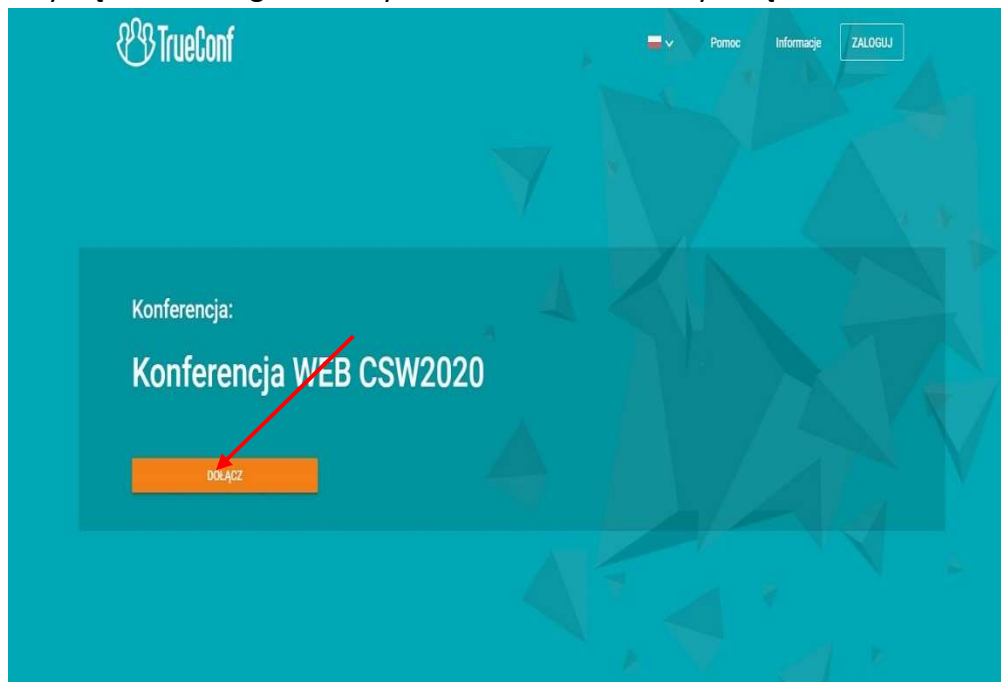 TrueConf
Pomoc Informacje ZALOGUJ
Konferencja:
Konferencja WEB CSW2020
DOŁĄCZ